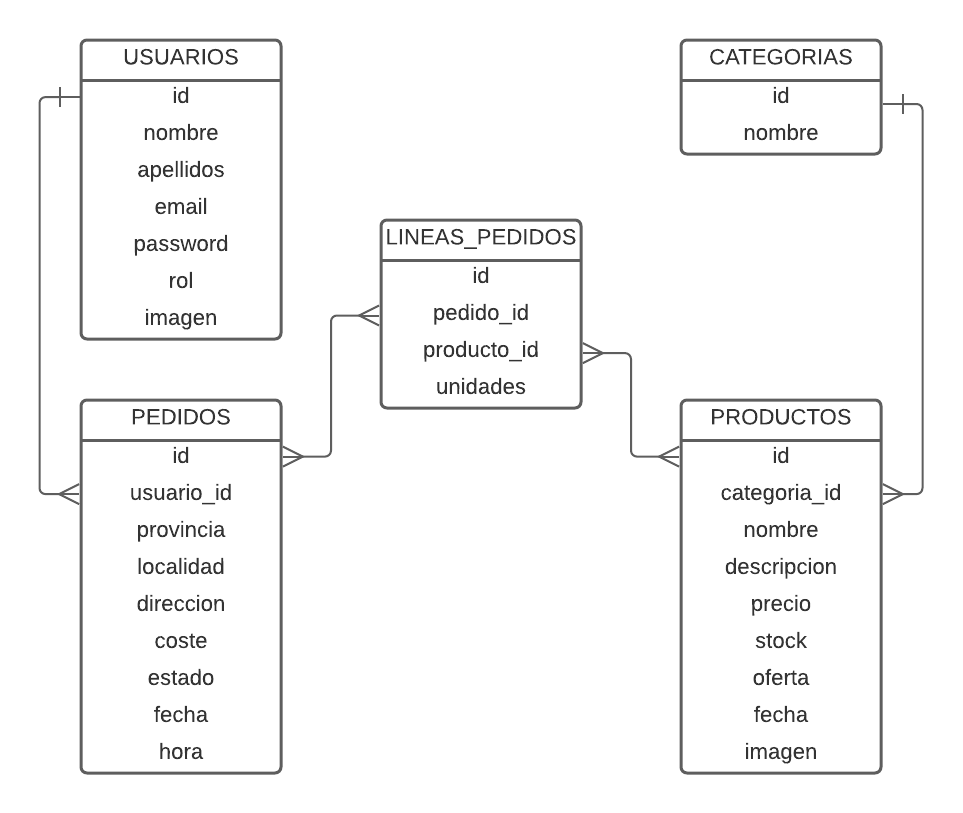 USUARIOS
id
nombre
apellidos
email
password
rol
imagen
CATEGORIAS
id
nombre
LINEAS_PEDIDOS
id
pedido_id
producto_id
unidades
PEDIDOS
id
usuario_id
provincia
localidad
direccion
coste
estado
fecha
hora
PRODUCTOS
id
categoria_id
nombre
descripcion
precio
stock
oferta
fecha
imagen